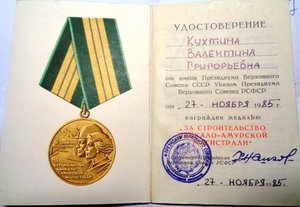 УДОСТОВЕРЕНИЕ
КУХТИНА
ВАЛЕНТИНА
ГРИГОРЬЕВНА
от имени Президиума Верховного
Совета СССР Указом Президиума
Верховного Совета РСФСР
от „27„ НОЯБРЯ 1985 г.
награжден медалью
„ЗА СТРОИТЕЛЬСТВО
БАЙКАЛО-АМУРСКОЙ
МАГИСТРАЛИ"
„27„ НОЯБРЯ 1985 г.